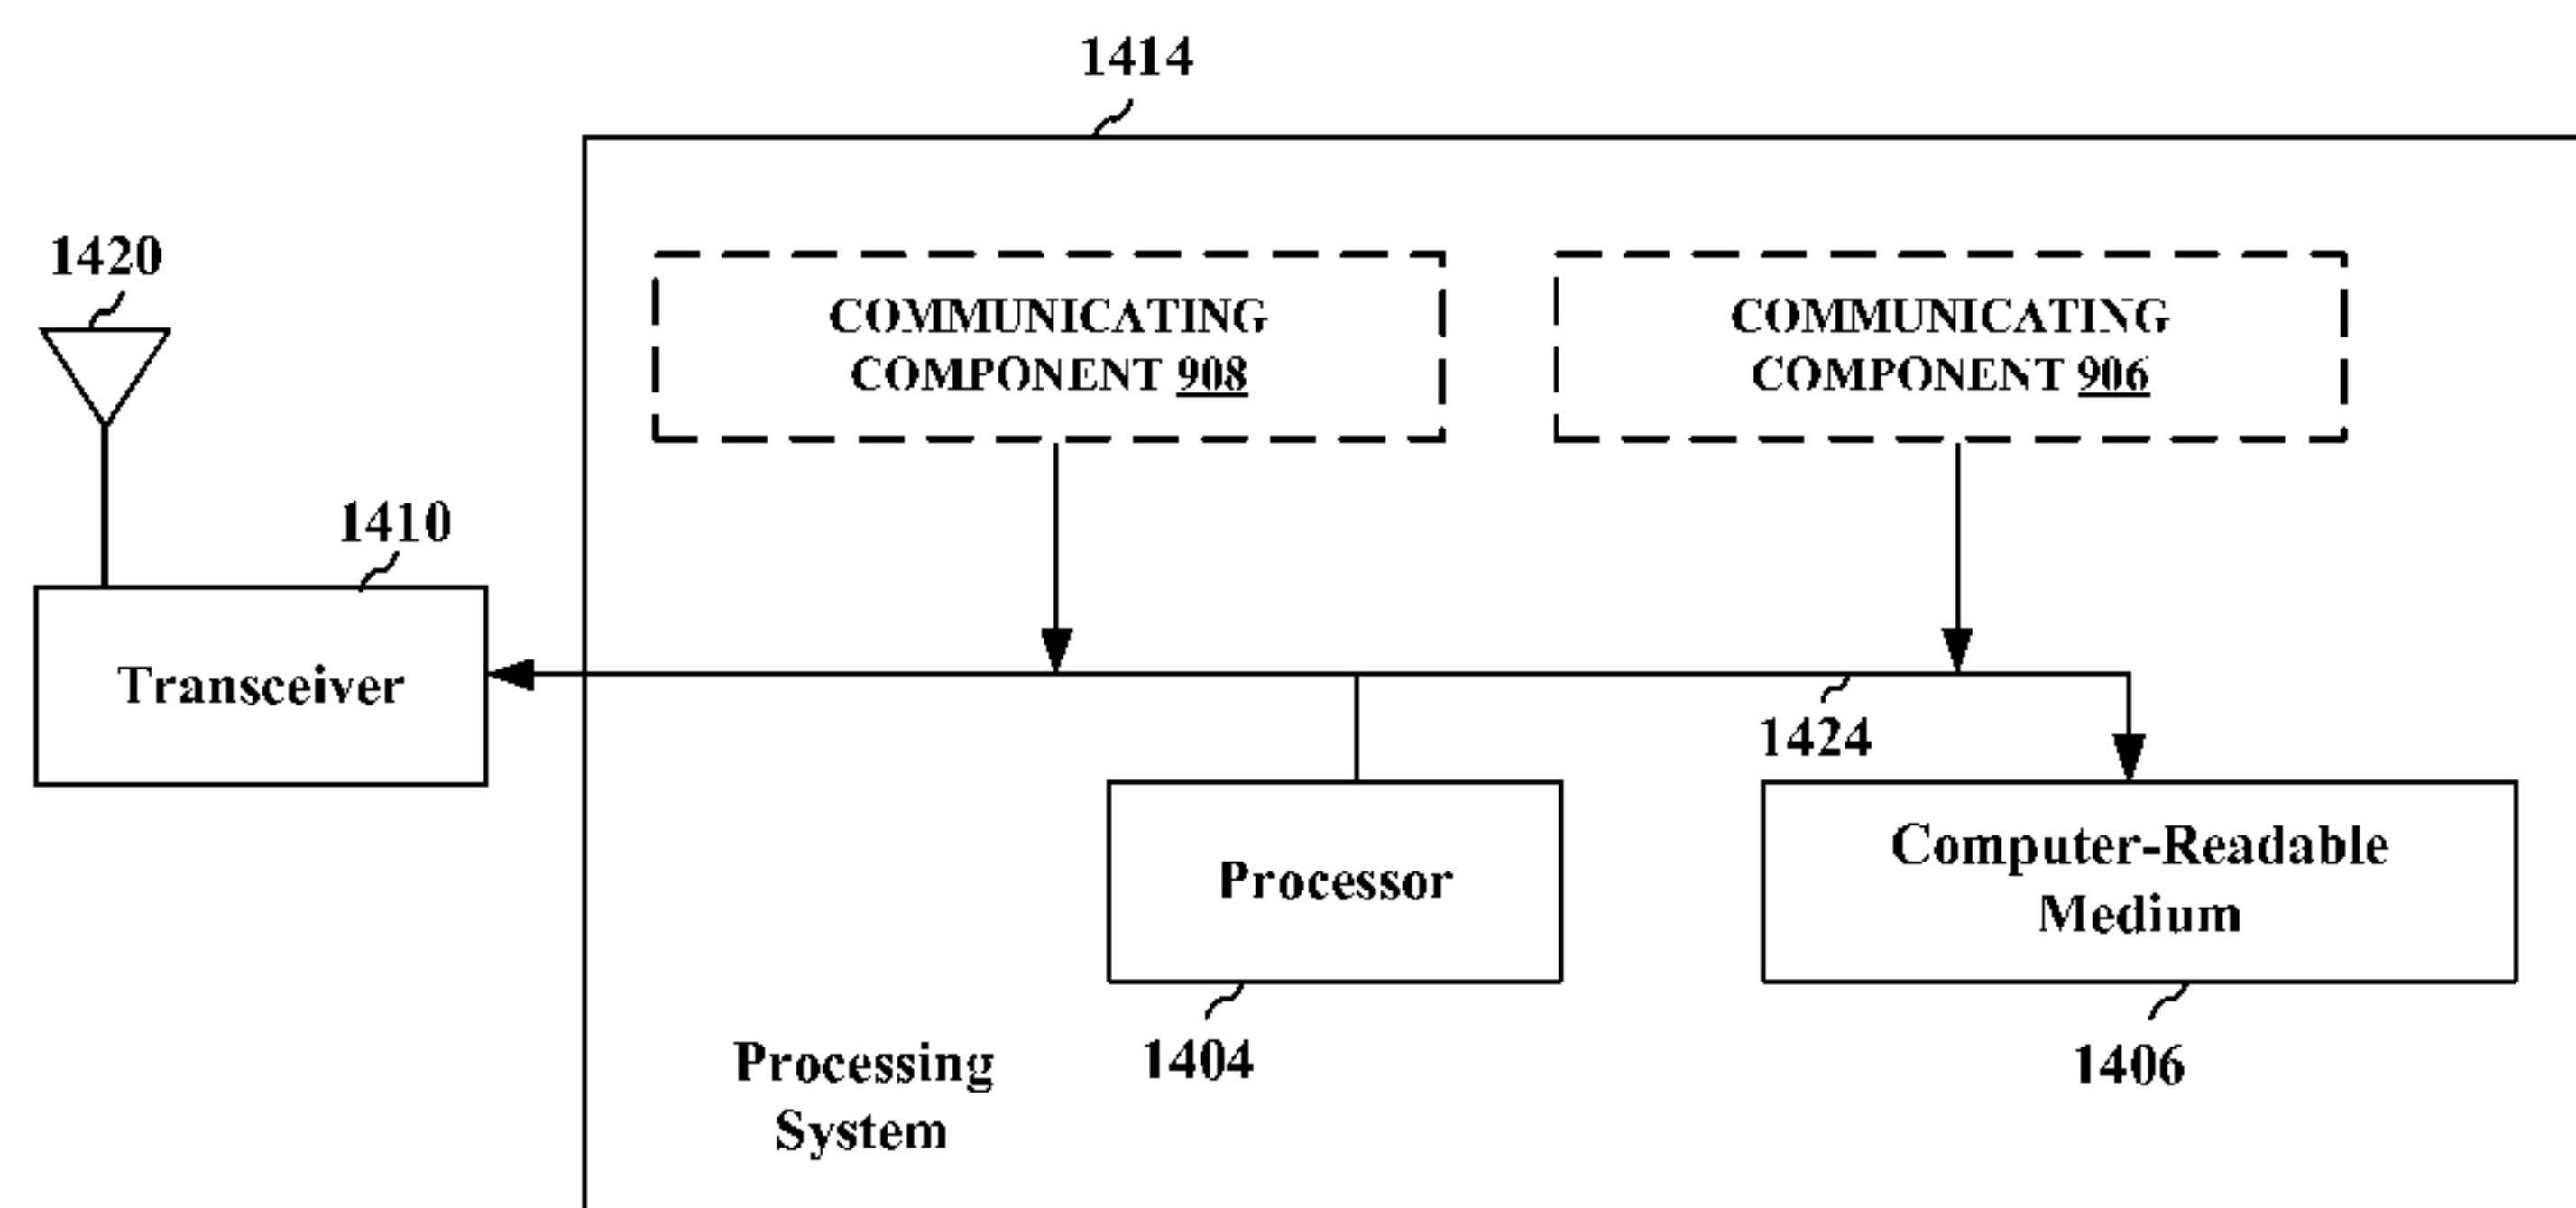 1414
1420
COMMUNICATING
COMPONENT 908
COMMUNICATING
COMPONENT 906
1410
Transceiver
1424
Processor
Computer-Readable
Medium
1404
1406
Processing
System